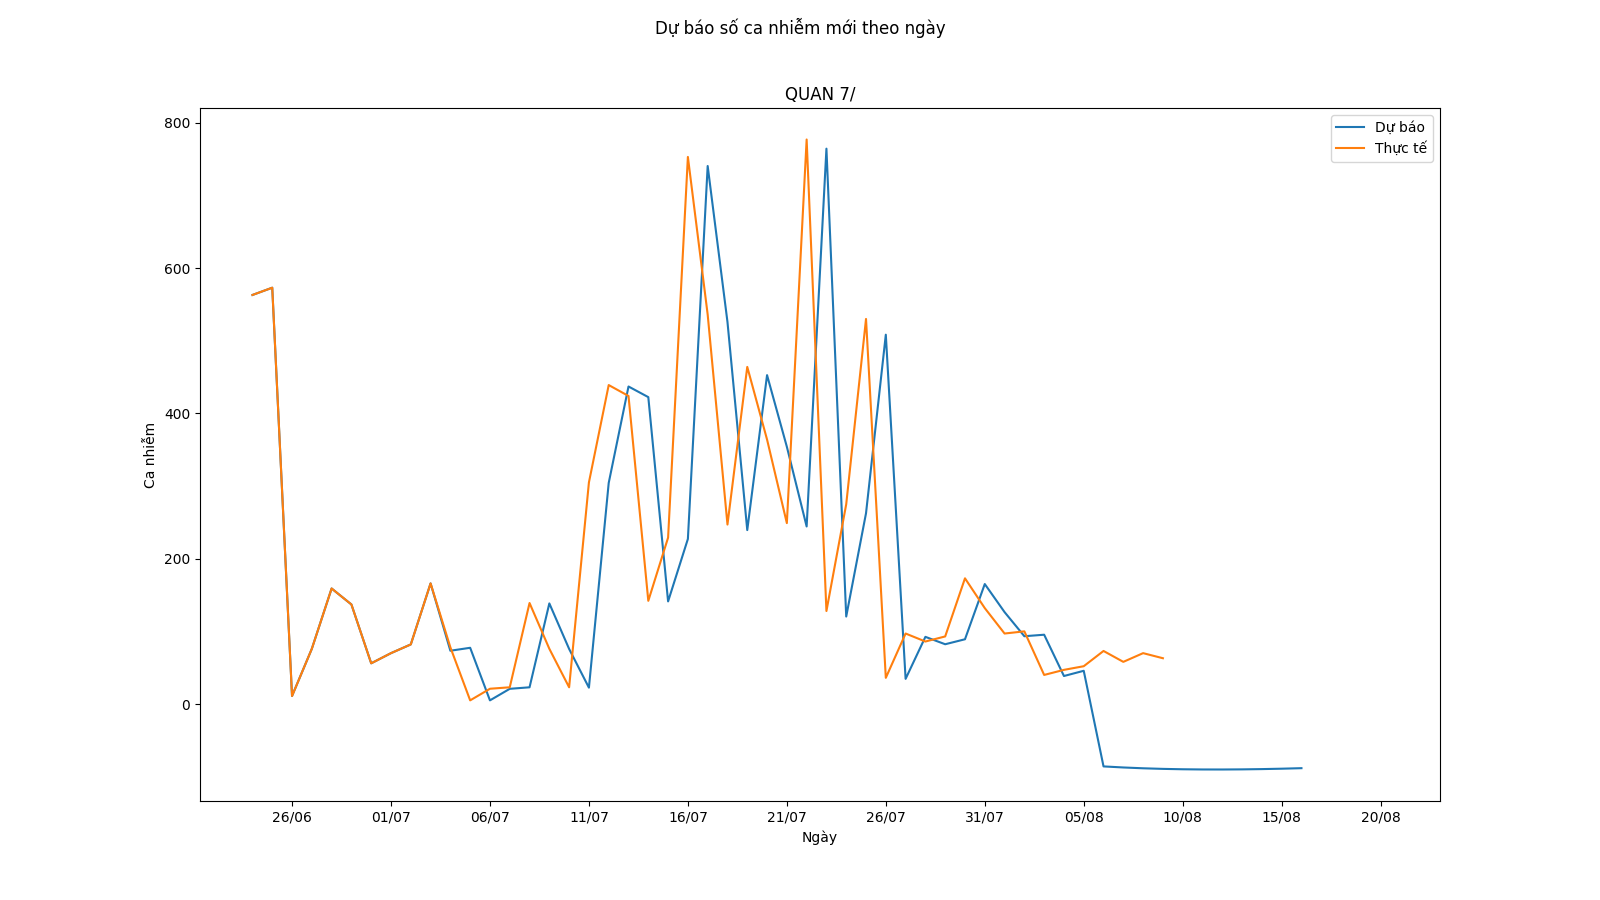 Dự báo số ca nhiễm mới theo ngày
QUAN 7/
Dự báo
Thực tế
800
600
400
200
0
Ca nhiễm
26/06 01/07 06/07 11/07 16/07 21/07 26/07 31/07 05/08 10/08 15/08 20/08
Ngày